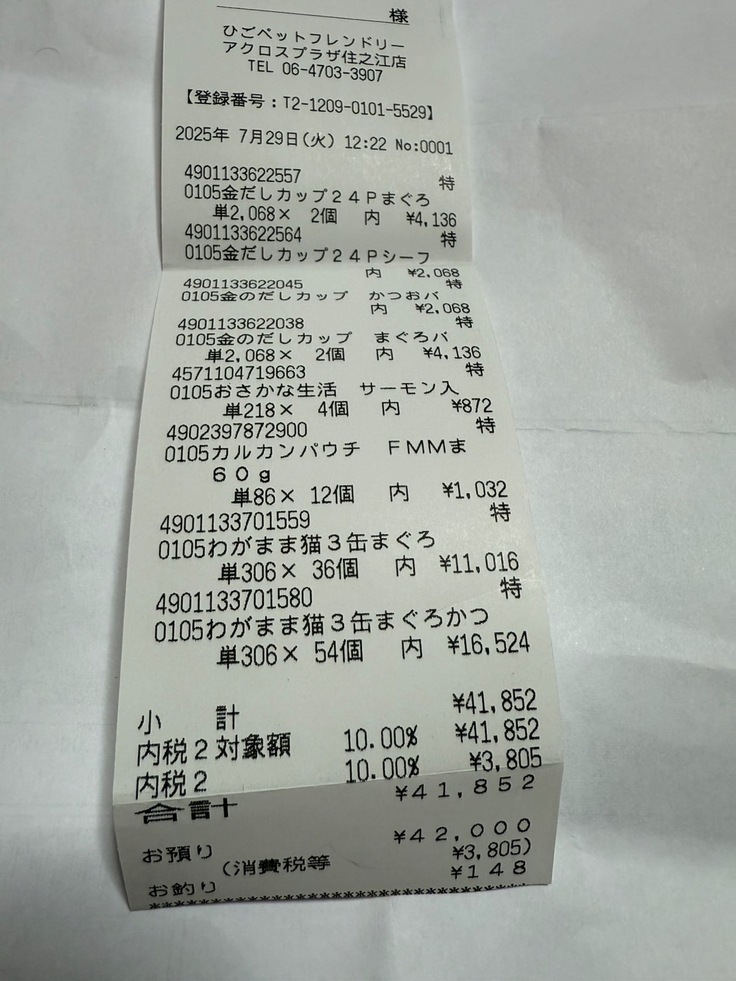 様
ひごペットフレンドリー
アクロスプラザ住之江店
TEL 06-4703-3907
【登録番号：T2-1209-0101-5529】
2025年 7月29日(火) 12:22 No:0001
4901133622557 特
0105金だしカップ２４Ｐまぐろ
単2,068× 2個 内 ¥4,136
4901133622564 特
0105金だしカップ２４Ｐシーフ
内 ¥2,068
4901133622045 特
0105金のだしカップ かつおバ
内 ¥2,068
4901133622038 特
0105金のだしカップ まぐろバ
単2,068× 2個 内 ¥4,136
4571104719663 特
0105おさかな生活 サーモン入
単218× 4個 内 ¥872
4902397872900 特
0105カルカンパウチ ＦＭＭま
６０ｇ
単86× 12個 内 ¥1,032
4901133701559 特
0105わがまま猫３缶まぐろ
単306× 36個 内 ¥11,016
4901133701580 特
0105わがまま猫３缶まぐろかつ
単306× 54個 内 ¥16,524
小 計 ¥41,852
内税２対象額 10.00% ¥41,852
内税２ 10.00% ¥3,805
合計 ¥４１,８５２
お預り ¥４２,０００
(消費税等 ¥3,805)
お釣り ¥１４８